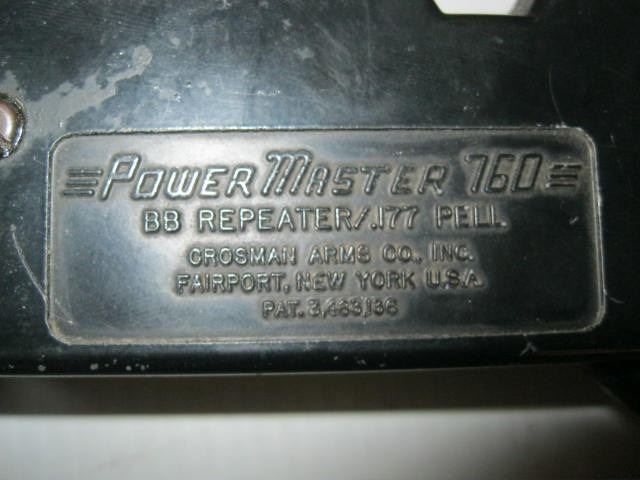 POWERMASTER 760
BB REPEATER/.177 PELL
CROSMAN ARMS CO., INC.
FAIRPORT, NEW YORK U.S.A.
PAT. 3,463,136